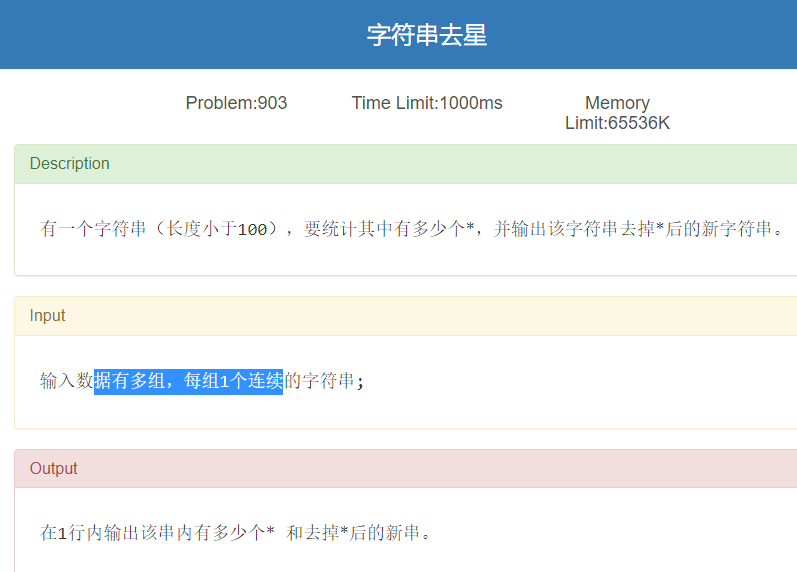 字符串去星
Problem:903 Time Limit:1000ms Memory
Limit:65536K
Description
有一个字符串（长度小于100），要统计其中有多少个*，并输出该字符串去掉*后的新字符串。
Input
输入数据有多组，每组1个连续的字符串;
Output
在1行内输出该串内有多少个* 和去掉*后的新串。